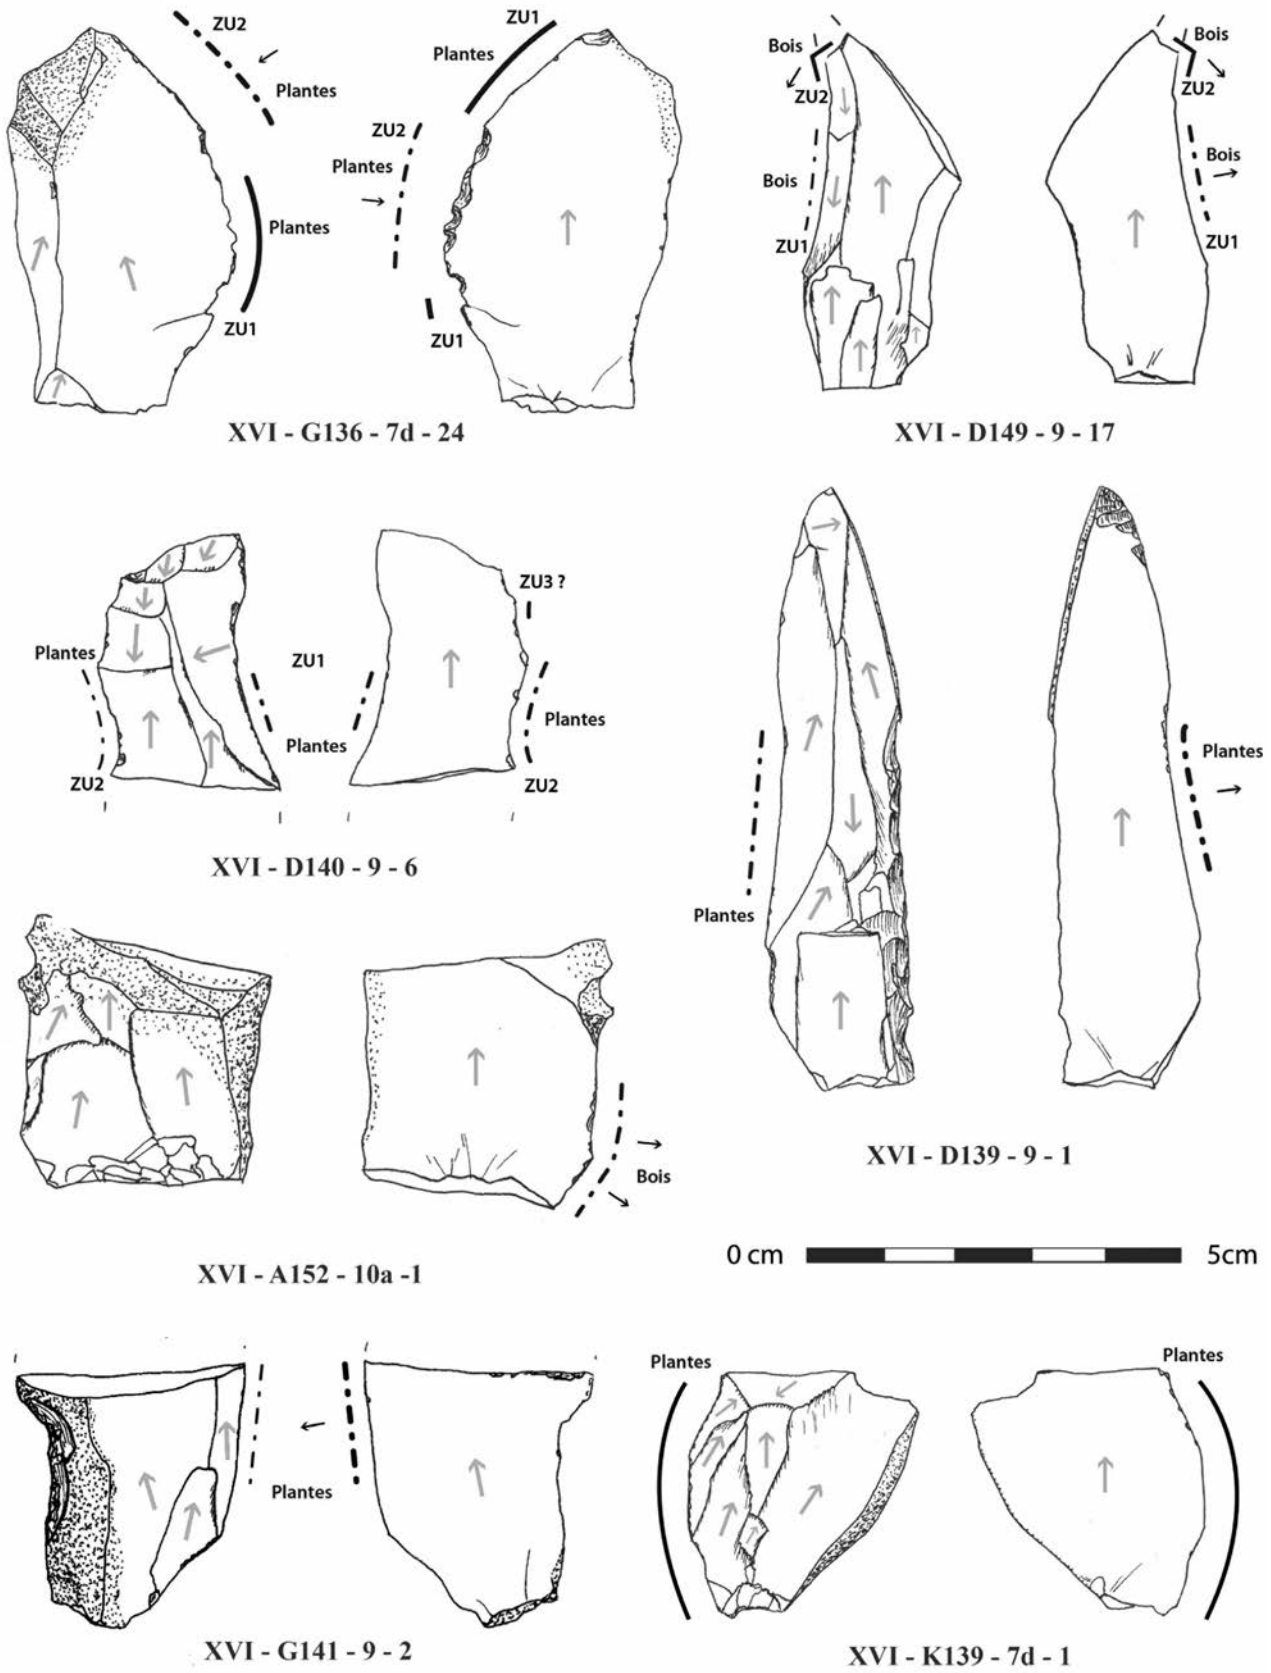 ZU2
Plantes
Plantes
ZU1
ZU1
Plantes
ZU2
Plantes
ZU1
XVI - G136 - 7d - 24
Bois
ZU2
Bois
ZU1
Bois
ZU2
Bois
ZU1
XVI - D149 - 9 - 17
Plantes
ZU2
ZU1
Plantes
ZU3 ?
Plantes
ZU2
XVI - D140 - 9 - 6
Plantes
Plantes
XVI - D139 - 9 - 1
Bois
XVI - A152 - 10a -1
0 cm 5cm
Plantes
XVI - G141 - 9 - 2
Plantes
Plantes
XVI - K139 - 7d - 1